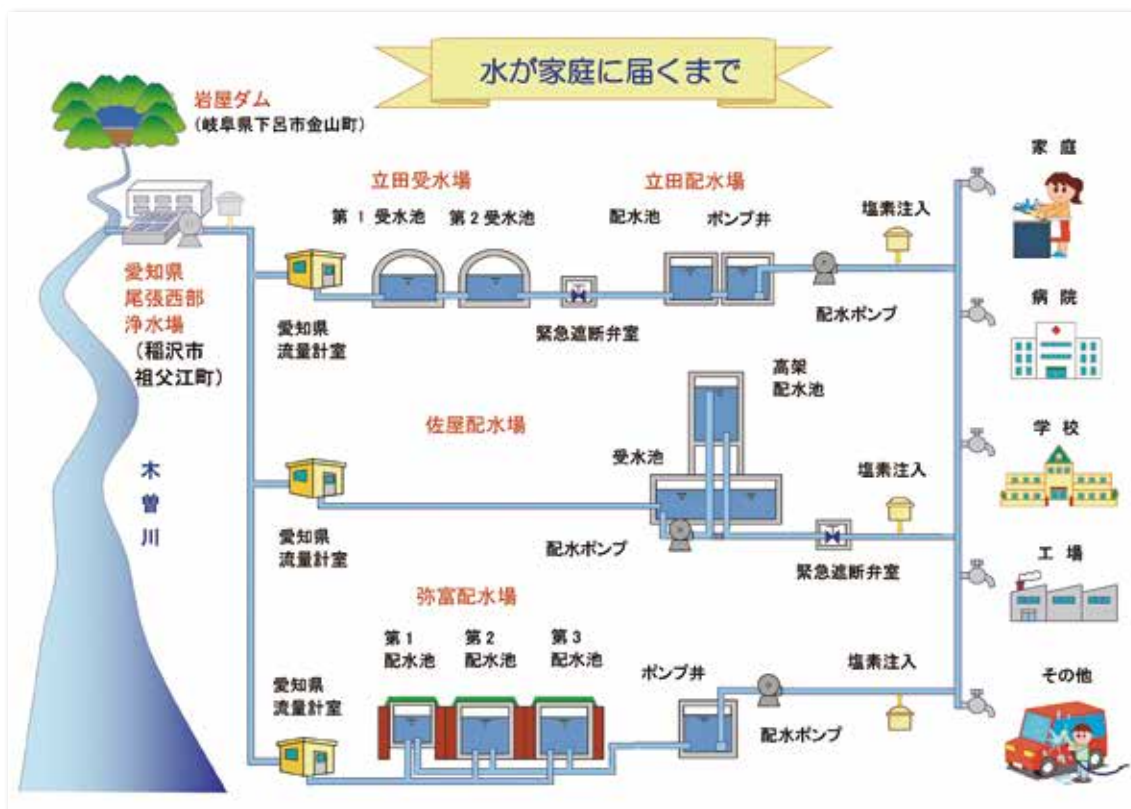 水が家庭に届くまで
岩屋ダム
(岐阜県下呂市金山町)
愛知県
尾張西部
浄水場
(稲沢市
祖父江町)
木曽川
立田受水場
第1受水池
第2受水池
立田配水場
配水池
ポンプ井
塩素注入
愛知県
流量計室
緊急遮断弁室
配水ポンプ
佐屋配水場
高架
配水池
受水池
塩素注入
愛知県
流量計室
配水ポンプ
緊急遮断弁室
弥富配水場
第1
配水池
第2
配水池
第3
配水池
ポンプ井
塩素注入
愛知県
流量計室
配水ポンプ
家庭
病院
学校
工場
その他